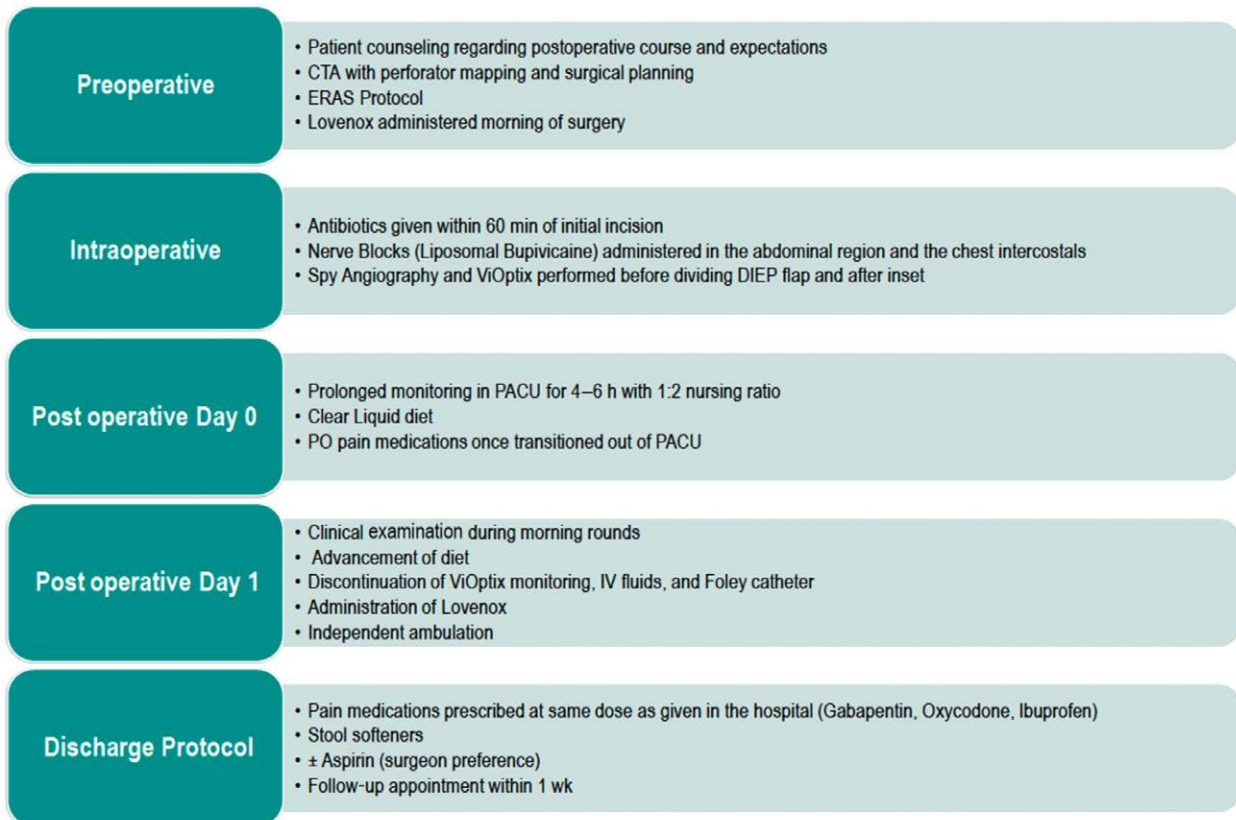 Preoperative
• Patient counseling regarding postoperative course and expectations
• CTA with perforator mapping and surgical planning
• ERAS Protocol
• Lovenox administered morning of surgery
Intraoperative
• Antibiotics given within 60 min of initial incision
• Nerve Blocks (Liposomal Bupivicaine) administered in the abdominal region and the chest intercostals
• Spy Angiography and ViOptix performed before dividing DIEP flap and after inset
Post operative Day 0
• Prolonged monitoring in PACU for 4–6 h with 1:2 nursing ratio
• Clear Liquid diet
• PO pain medications once transitioned out of PACU
Post operative Day 1
• Clinical examination during morning rounds
• Advancement of diet
• Discontinuation of ViOptix monitoring, IV fluids, and Foley catheter
• Administration of Lovenox
• Independent ambulation
Discharge Protocol
• Pain medications prescribed at same dose as given in the hospital (Gabapentin, Oxycodone, Ibuprofen)
• Stool softeners
• ± Aspirin (surgeon preference)
• Follow-up appointment within 1 wk